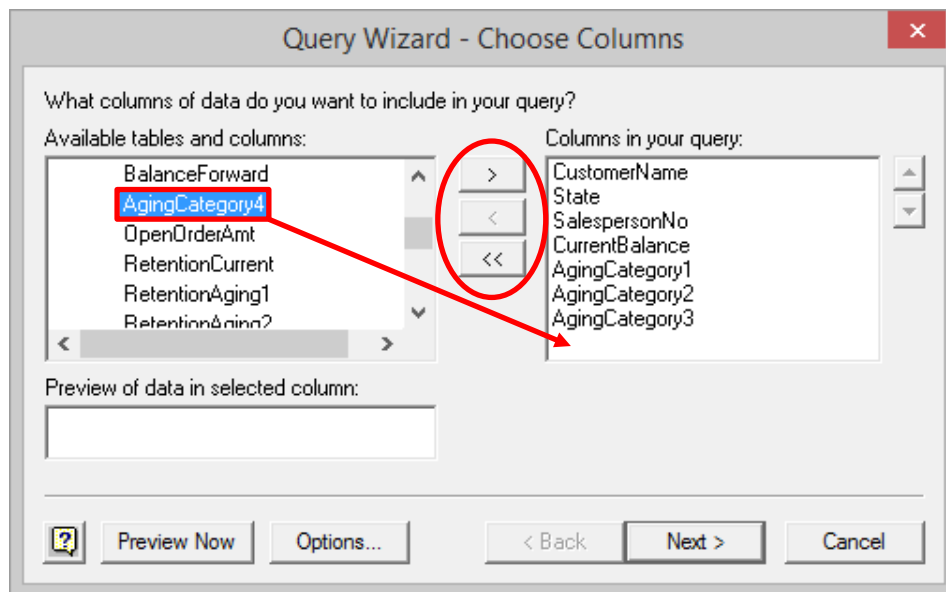 Query Wizard - Choose Columns
What columns of data do you want to include in your query?
Available tables and columns:
BalanceForward
AgingCategory4
OpenOrderAmt
RetentionCurrent
RetentionAging1
RetentionAging2
>
<
<<
Columns in your query:
CustomerName
State
SalespersonNo
CurrentBalance
AgingCategory1
AgingCategory2
AgingCategory3
Preview of data in selected column:
Preview Now
Options...
< Back
Next >
Cancel